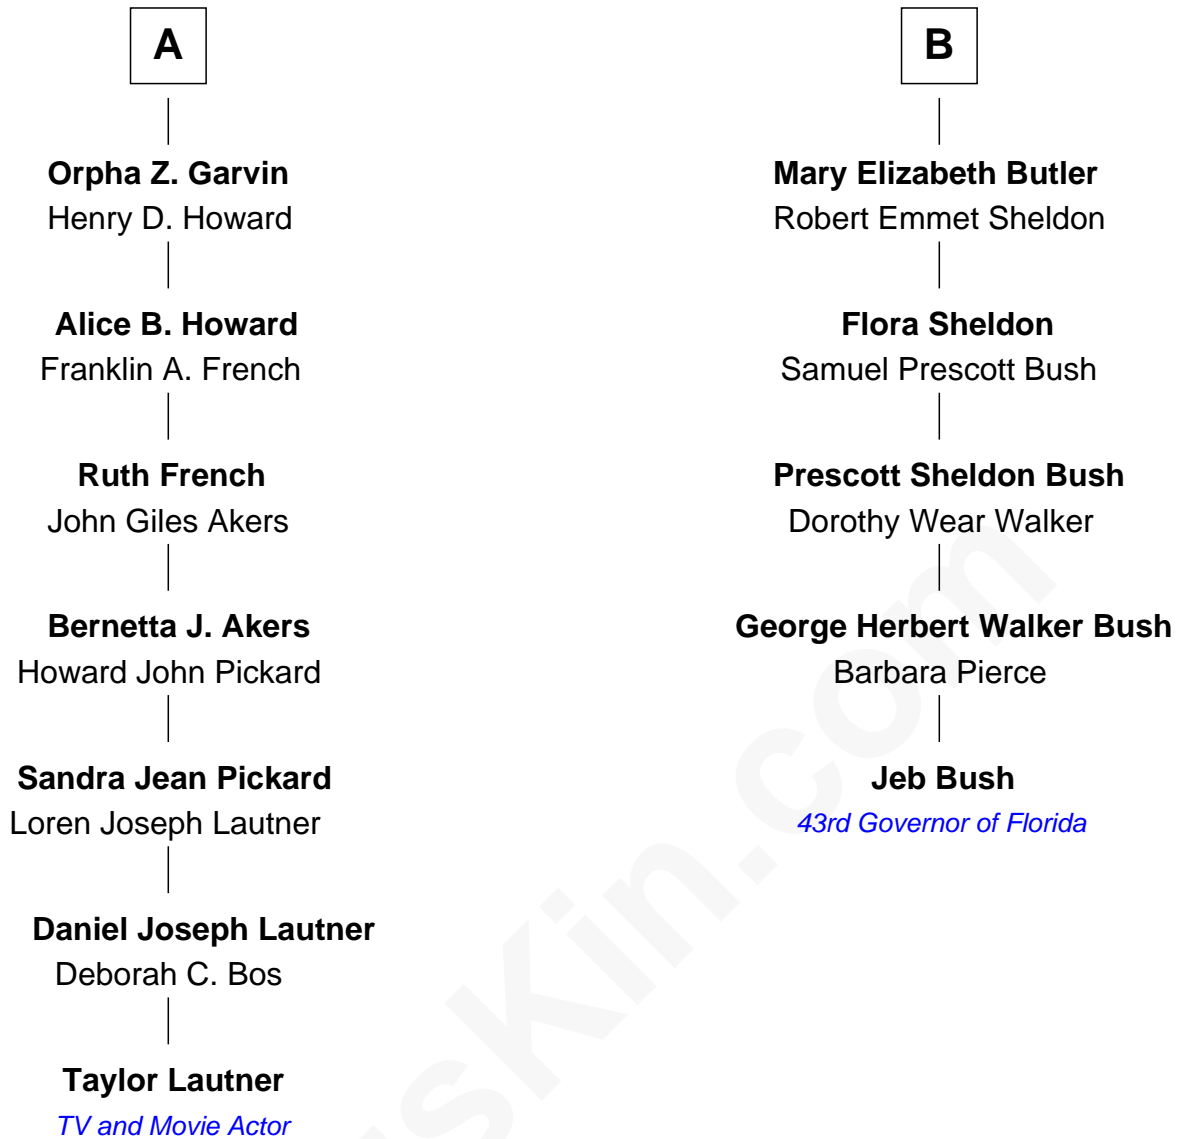 A
Orpha Z. Garvin
Henry D. Howard
Alice B. Howard
Franklin A. French
Ruth French
John Giles Akers
Bernetta J. Akers
Howard John Pickard
Sandra Jean Pickard
Loren Joseph Lautner
Daniel Joseph Lautner
Deborah C. Bos
Taylor Lautner
TV and Movie Actor
B
Mary Elizabeth Butler
Robert Emmet Sheldon
Flora Sheldon
Samuel Prescott Bush
Prescott Sheldon Bush
Dorothy Wear Walker
George Herbert Walker Bush
Barbara Pierce
Jeb Bush
43rd Governor of Florida
sKin.com